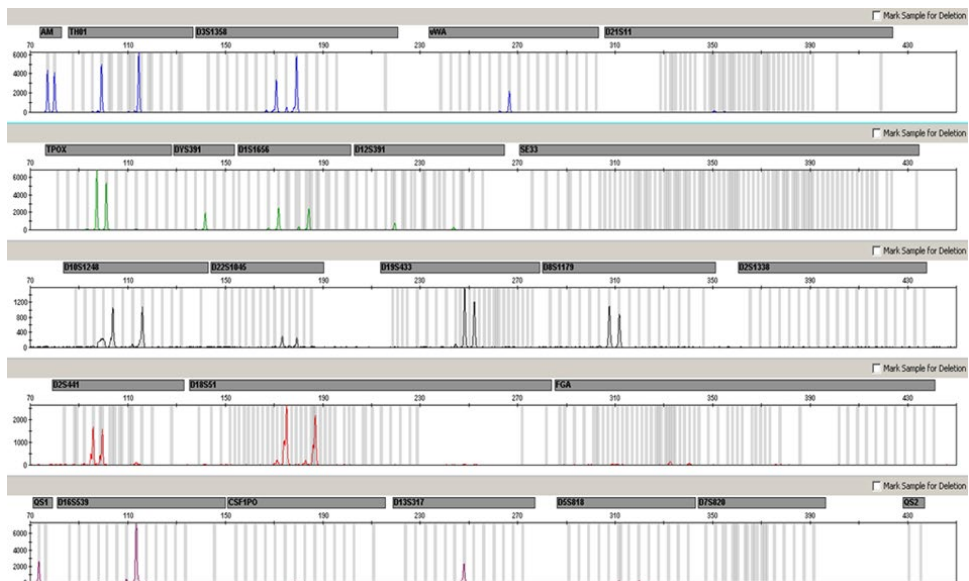 Mark Sample for Deletion
AM TH01 D3S1358 vWA D21S11
70 110 150 190 230 270 310 350 390 430
6000
4000
2000
0
Mark Sample for Deletion
TPOX DYS391 D1S1656 D12S391 SE33
70 110 150 190 230 270 310 350 390 430
6000
4000
2000
0
Mark Sample for Deletion
D10S1248 D22S1045 D19S433 D8S1179 D2S1338
70 110 150 190 230 270 310 350 390 430
1200
800
400
0
Mark Sample for Deletion
D2S441 D18S51 FGA
70 110 150 190 230 270 310 350 390 430
2000
1000
0
Mark Sample for Deletion
QS1 D16S539 CSF1PO D13S317 D5S818 D7S820 QS2
70 110 150 190 230 270 310 350 390 430
6000
4000
2000
0